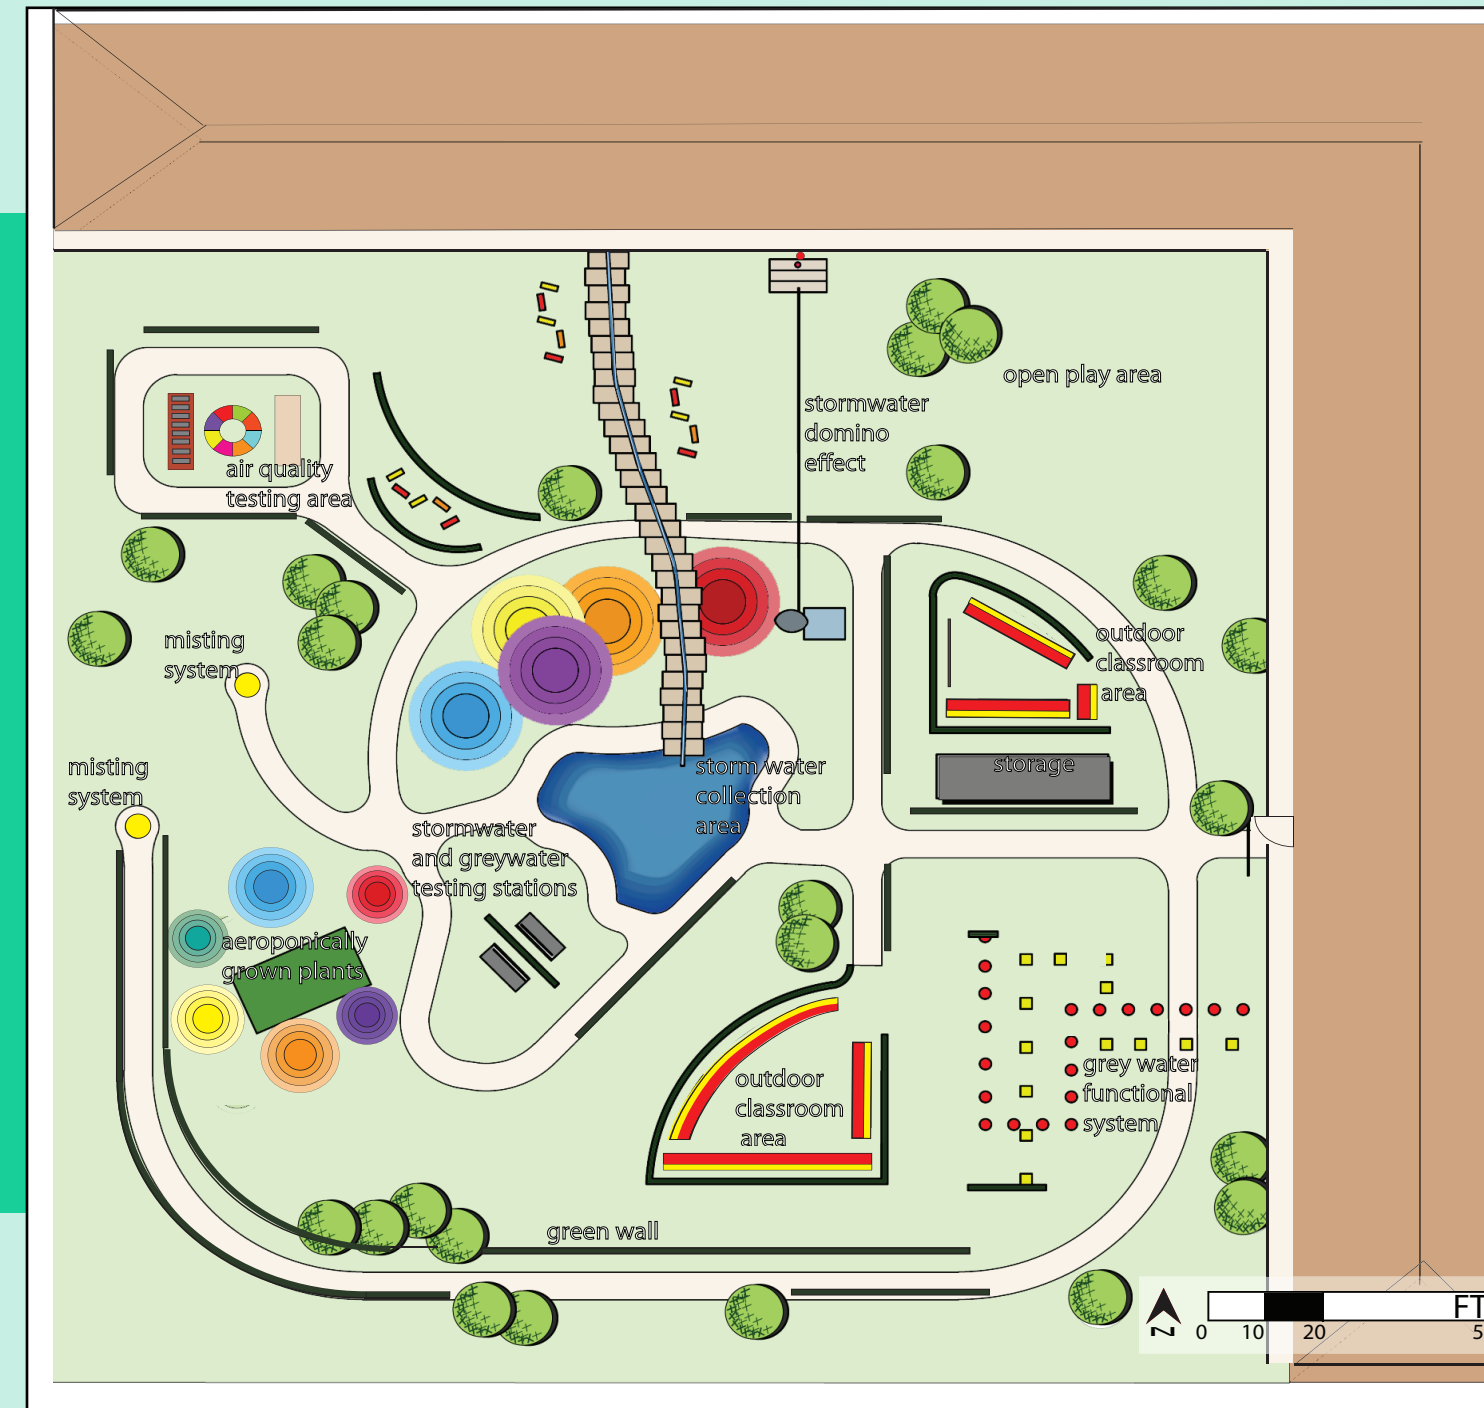 open play area
stormwater
domino
effect
air quality
testing area
misting
system
outdoor
classroom
area
storage
misting
system
storm water
collection
area
stormwater
and greywater
testing stations
aeroponically
grown plants
grey water
functional
system
outdoor
classroom
area
green wall
N
FT
0 10 20 5